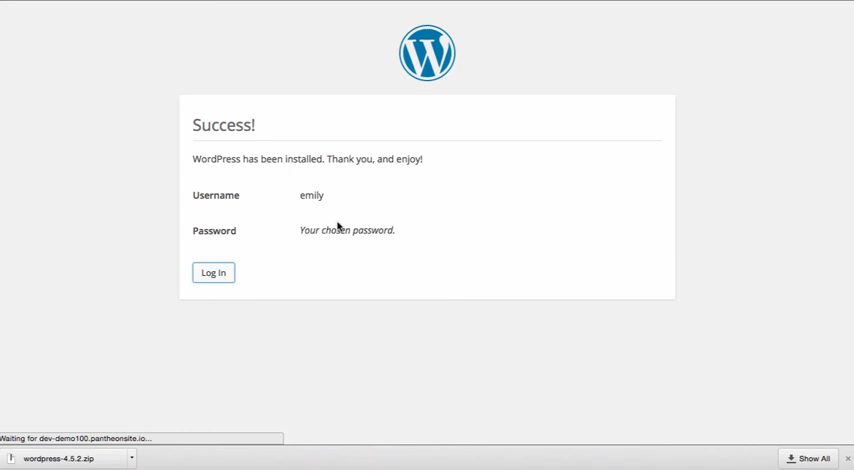 W
Success!
WordPress has been installed. Thank you, and enjoy!
Username emily
Password Your chosen password.
Log In
Waiting for dev-demo100.pantheonsite.io...
wordpress-4.5.2.zip
Show All